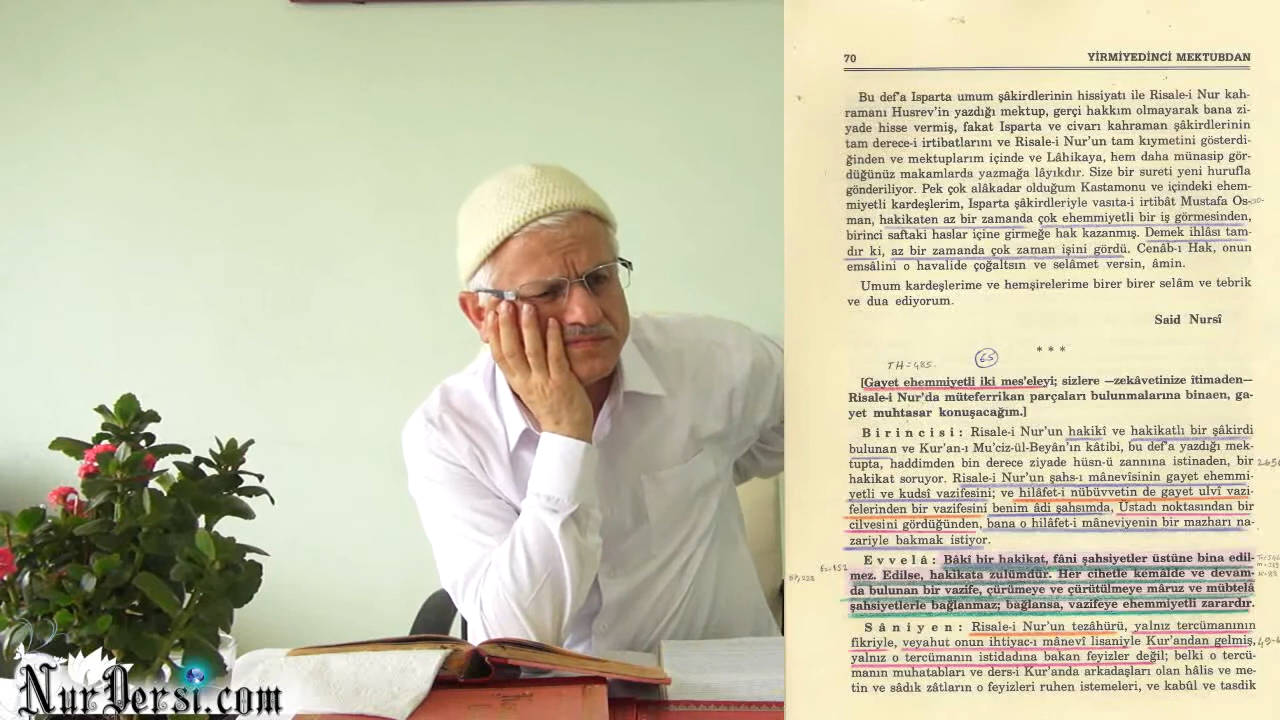 70 YİRMİYEDİNCİ MEKTUBDAN
Bu def'a Isparta umum şâkirdlerinin hissiyatı ile Risale-i Nur kah-
ramanı Husrev'in yazdığı mektup, gerçi hakkım olmayarak bana zi-
yade hisse vermiş, fakat Isparta ve civarı kahraman şâkirdlerinin
tam derece-i irtibatlarını ve Risale-i Nur'un tam kıymetini gösterdi-
ğinden ve mektuplarım içinde ve Lâhikaya, hem daha münasip gör-
düğünüz makamlarda yazmağa lâyıkdır. Size bir sureti yeni hurufla
gönderiliyor. Pek çok alâkadar olduğum Kastamonu ve içindeki ehem-
miyetli kardeşlerim, Isparta şâkirdleriyle vasıta-i irtibât Mustafa Os-
man, hakikaten az bir zamanda çok ehemmiyetli bir iş görmesinden,
birinci saftaki haslar içine girmeğe hak kazanmış. Demek ihlâsı tam-
dır ki, az bir zamanda çok zaman işini gördü. Cenâb-ı Hak, onun
emsâlini o havalide çoğaltsın ve selâmet versin, âmin.
Umum kardeşlerime ve hemşirelerime birer birer selâm ve tebrik
ve dua ediyorum.
Said Nursî
* * *
TH=485. 65
[Gayet ehemmiyetli iki mes'eleyi; sizlere —zekâvetinize îtimaden—
Risale-i Nur'da müteferrikan parçaları bulunmalarına binaen, ga-
yet muhtasar konuşacağım.]
Birincisi: Risale-i Nur'un hakikî ve hakikatlı bir şâkirdi
bulunan ve Kur'an-ı Mu'ciz-ül-Beyân'ın kâtibi, bu def'a yazdığı mek-
tupta, haddimden bin derece ziyade hüsn-ü zannına istinaden, bir
hakikat soruyor. Risale-i Nur'un şahs-ı mânevîsinin gayet ehemmi-
yetli ve kudsî vazifesini; ve hilâfet-i nübüvvetin de gayet ulvî vazi-
felerinden bir vazifesini benim âdi şahsımda, Üstadı noktasından bir
cilvesini gördüğünden, bana o hilâfet-i mâneviyenin bir mazharı na-
zariyle bakmak istiyor.
Evvelâ: Bâki bir hakikat, fâni şahsiyetler üstüne bina edil-
mez. Edilse, hakikata zulümdür. Her cihetle kemâlde ve devam-
da bulunan bir vazife, çürümeye ve çürütülmeye mâruz ve mübtelâ
şahsiyetlerle bağlanmaz; bağlansa, vazifeye ehemmiyetli zarardır.
Sâniyen: Risale-i Nur'un tezâhürü, yalnız tercümanının
fikriyle, veyahut onun ihtiyac-ı mânevî lisaniyle Kur'andan gelmiş,
yalnız o tercümanın istidadına bakan feyizler değil; belki o tercü-
manın muhatabları ve ders-i Kur'anda arkadaşları olan hâlis ve me-
tin ve sâdık zâtların o feyizleri ruhen istemeleri, ve kabûl ve tasdik
NurDersi.com